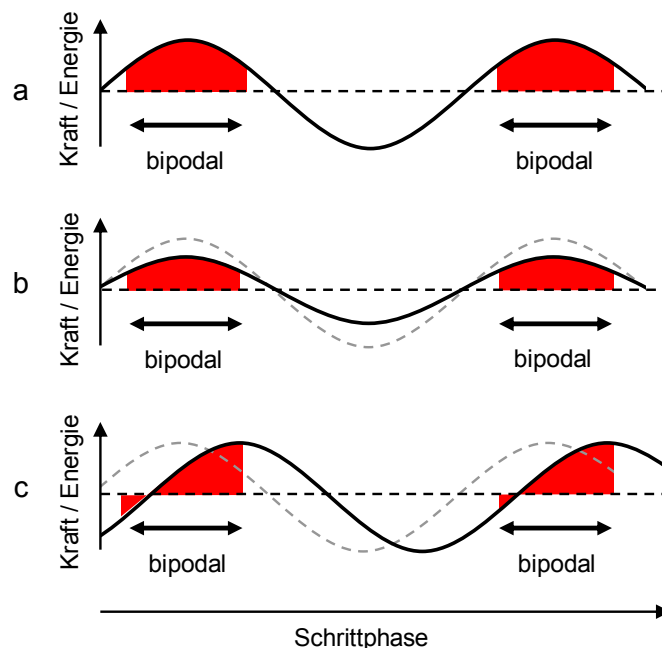 a
Kraft / Energie
bipodal
bipodal
b
Kraft / Energie
bipodal
bipodal
c
Kraft / Energie
bipodal
bipodal
Schrittphase